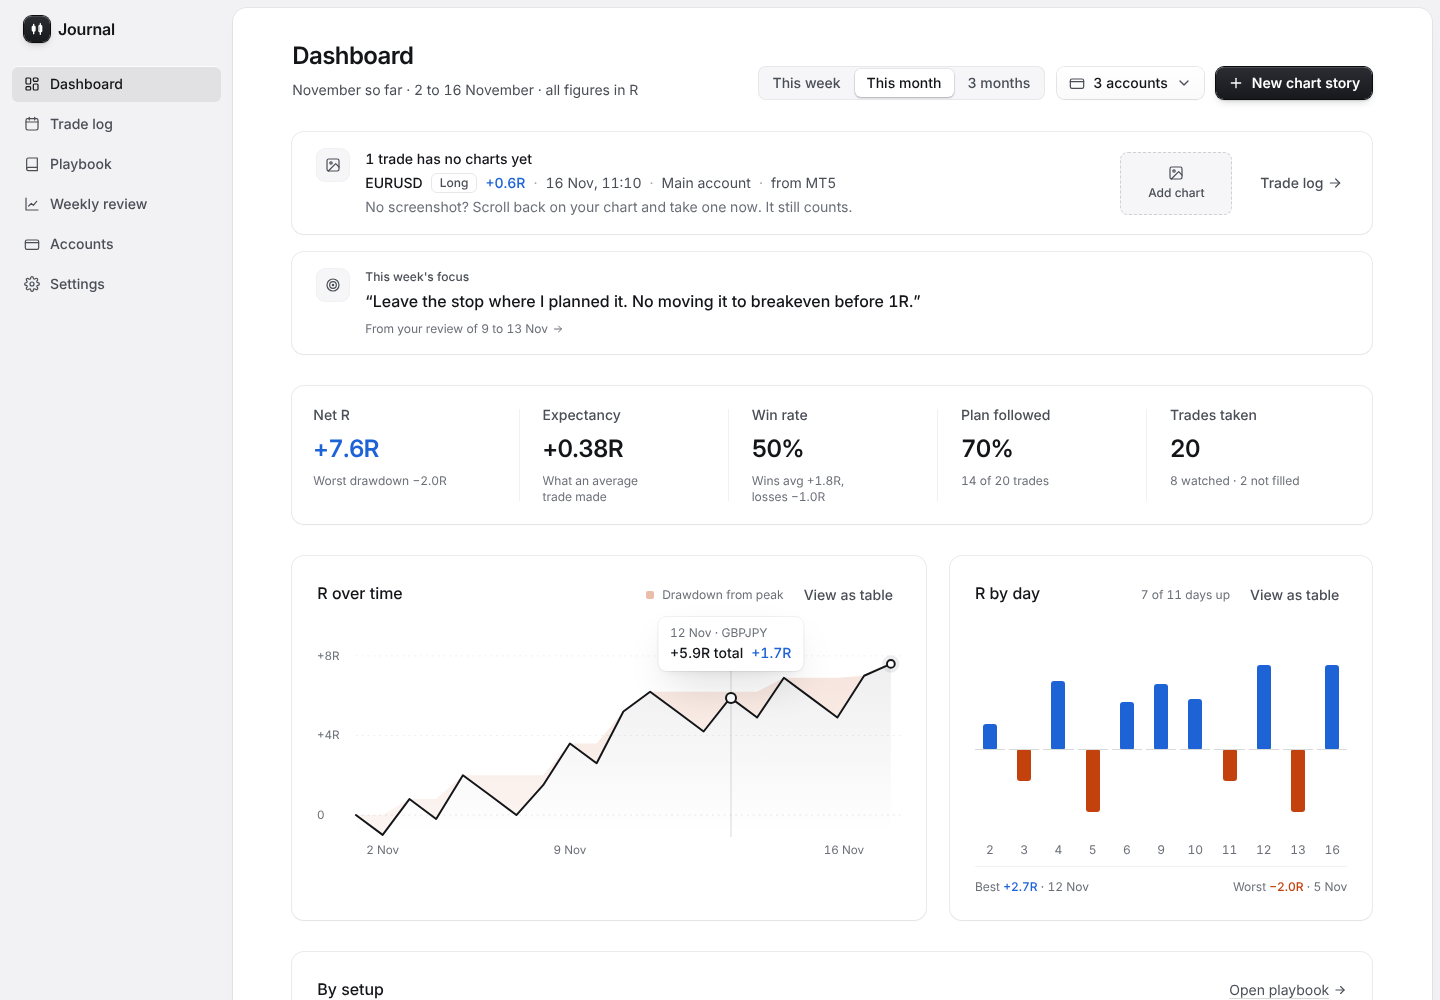 Journal
Dashboard
Trade log
Playbook
Weekly review
Accounts
Settings
Dashboard
November so far · 2 to 16 November · all figures in R
This week
This month
3 months
3 accounts
New chart story
1 trade has no charts yet
EURUSD Long +0.6R · 16 Nov, 11:10 · Main account · from MT5
No screenshot? Scroll back on your chart and take one now. It still counts.
Add chart
Trade log →
This week's focus
“Leave the stop where I planned it. No moving it to breakeven before 1R.”
From your review of 9 to 13 Nov →
Net R
+7.6R
Worst drawdown −2.0R
Expectancy
+0.38R
What an average
trade made
Win rate
50%
Wins avg +1.8R,
losses −1.0R
Plan followed
70%
14 of 20 trades
Trades taken
20
8 watched · 2 not filled
R over time
Drawdown from peak
View as table
12 Nov · GBPJPY
+5.9R total +1.7R
+8R
+4R
0
2 Nov
9 Nov
16 Nov
R by day
7 of 11 days up
View as table
2 3 4 5 6 9 10 11 12 13 16
Best +2.7R · 12 Nov
Worst −2.0R · 5 Nov
By setup
Open playbook →